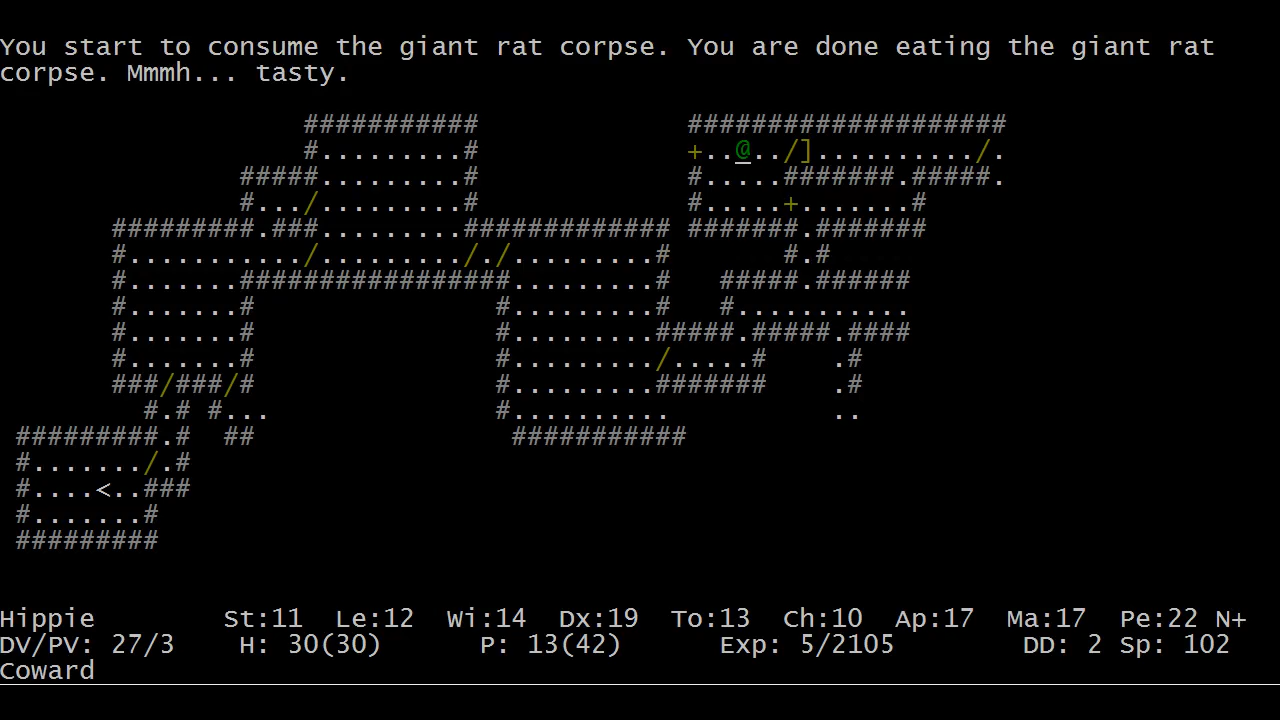 You start to consume the giant rat corpse. You are done eating the giant rat
corpse. Mmmh... tasty.
                   ###########                           ####################
                   #.........#                           +..@../]........../.
               #####.........#                           #.....#######.#####.
               #.../.........#                           #.....+.......#
       #########.###.........#############               #######.#######
       #.........../........././.........#                     #.#
       #.......#################.........#                 #####.######
       #.......#               #.........#                 #...........
       #.......#               #.........#####.#####.####
       #.......#               #........./.....#    .#
       ###/###/#               #.........#######    .#
         #.# #...              #..........          ..
 #########.#  ##                ###########
 #......./.#
 #....<..###
 #.......#
 #########
Hippie        St:11  Le:12  Wi:14  Dx:19  To:13  Ch:10  Ap:17  Ma:17  Pe:22 N+
DV/PV: 27/3    H: 30(30)      P: 13(42)      Exp: 5/2105        DD: 2 Sp: 102
Coward